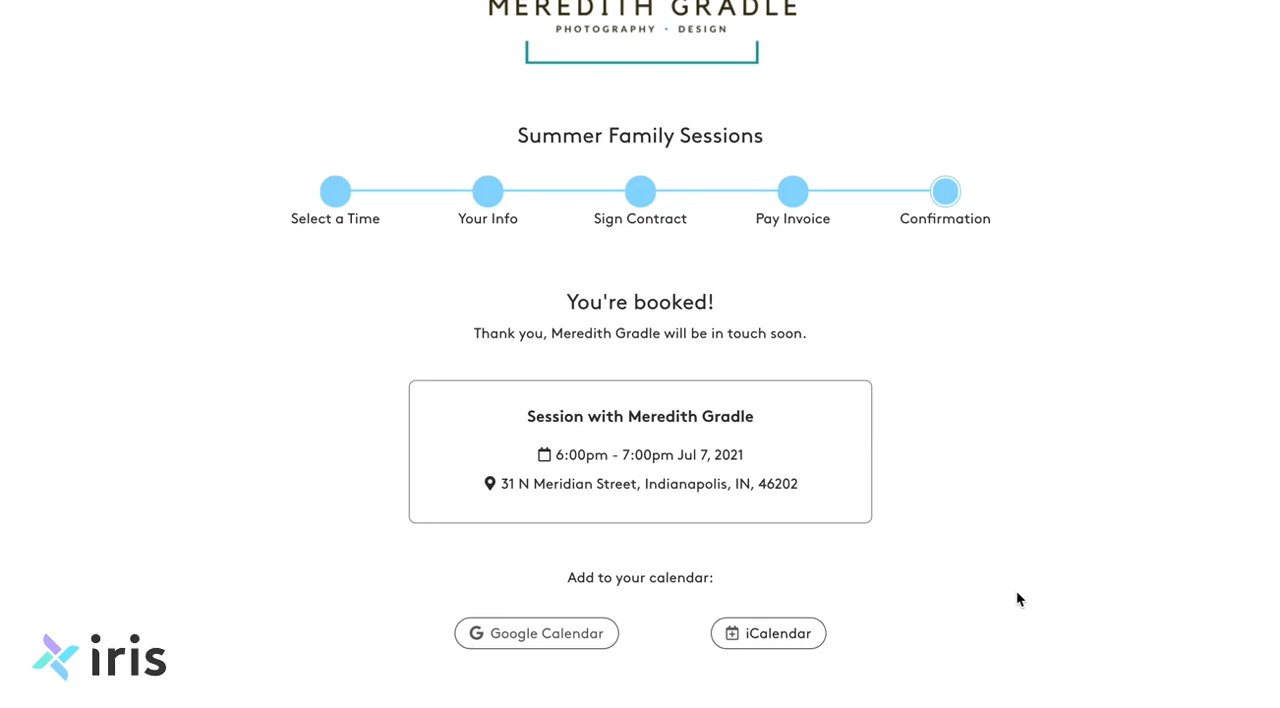 MEREDITH GRADLE
PHOTOGRAPHY • DESIGN
Summer Family Sessions
Select a Time
Your Info
Sign Contract
Pay Invoice
Confirmation
You're booked!
Thank you, Meredith Gradle will be in touch soon.
Session with Meredith Gradle
6:00pm - 7:00pm Jul 7, 2021
31 N Meridian Street, Indianapolis, IN, 46202
Add to your calendar:
G Google Calendar
iCalendar
iris